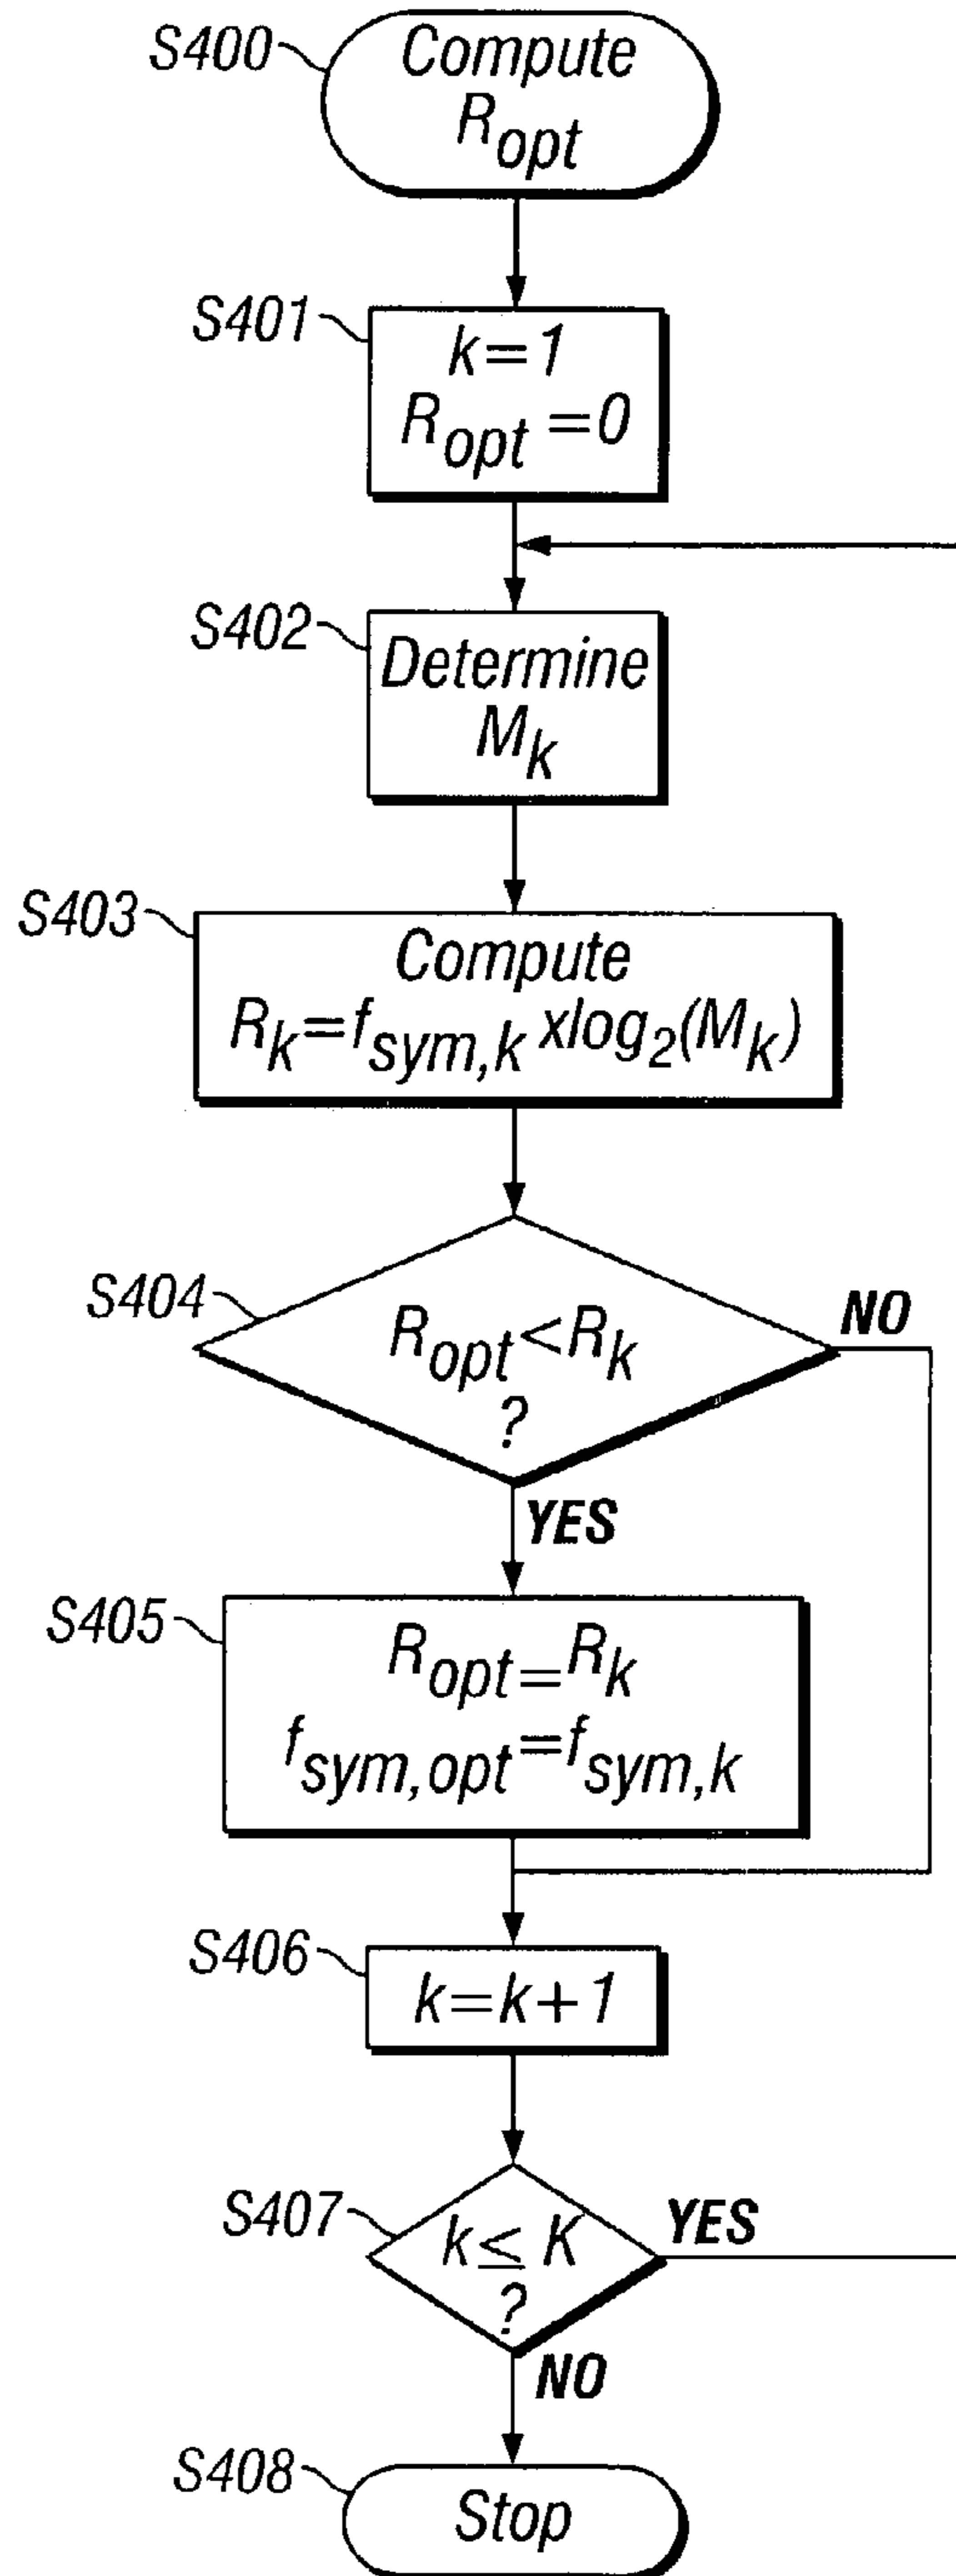 S400
Compute
R_opt
S401
k=1
R_opt =0
S402
Determine
M_k
S403
Compute
R_k=f_sym,k xlog_2(M_k)
S404
R_opt<R_k
?
NO
YES
S405
R_opt=R_k
f_sym,opt=f_sym,k
S406
k=k+1
S407
k≤K
?
YES
NO
S408
Stop